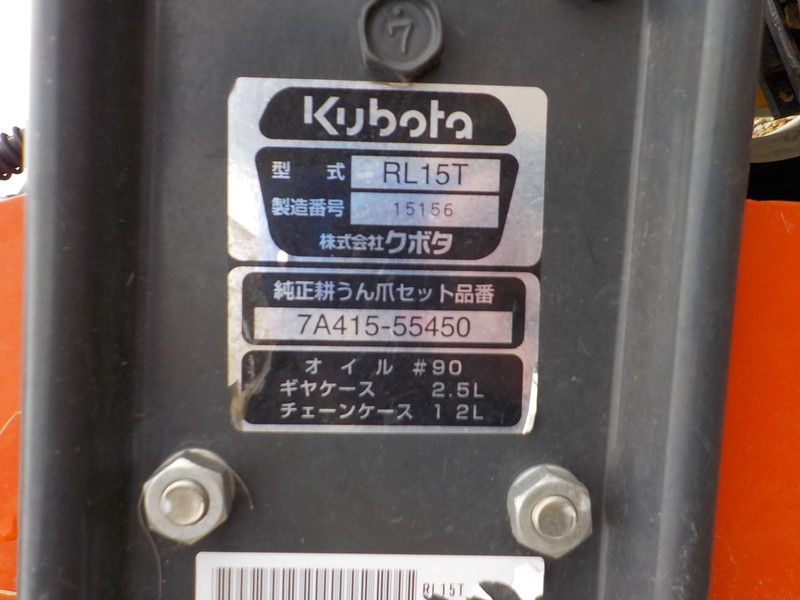 7
Kubota
型式 RL15T
製造番号 15156
株式会社クボタ
純正耕うん爪セット品番
7A415-55450
オイル #90
ギヤケース 2.5L
チェーンケース 1 2L
RL15T